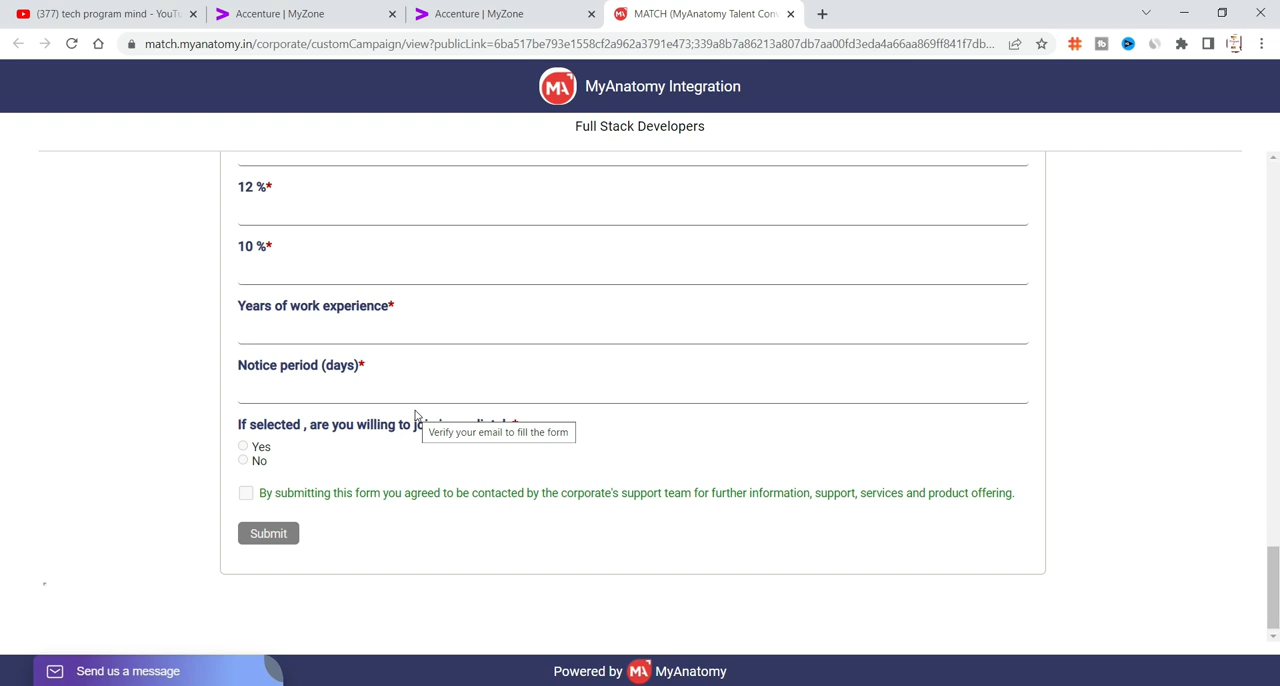 (377) tech program mind - YouTu
Accenture | MyZone
Accenture | MyZone
MATCH (MyAnatomy Talent Conv
match.myanatomy.in/corporate/customCampaign/view?publicLink=6ba517be793e1558cf2a962a3791e473;339a8b7a86213a807db7aa00fd3eda4a66aa869ff841f7db...
MA MyAnatomy Integration
Full Stack Developers
12 %*
10 %*
Years of work experience*
Notice period (days)*
If selected , are you willing to
Verify your email to fill the form
Yes
No
By submitting this form you agreed to be contacted by the corporate's support team for further information, support, services and product offering.
Submit
Send us a message
Powered by MA MyAnatomy